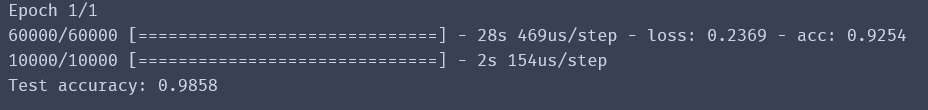 Epoch 1/1
60000/60000 [==============================] - 28s 469us/step - loss: 0.2369 - acc: 0.9254
10000/10000 [==============================] - 2s 154us/step
Test accuracy: 0.9858